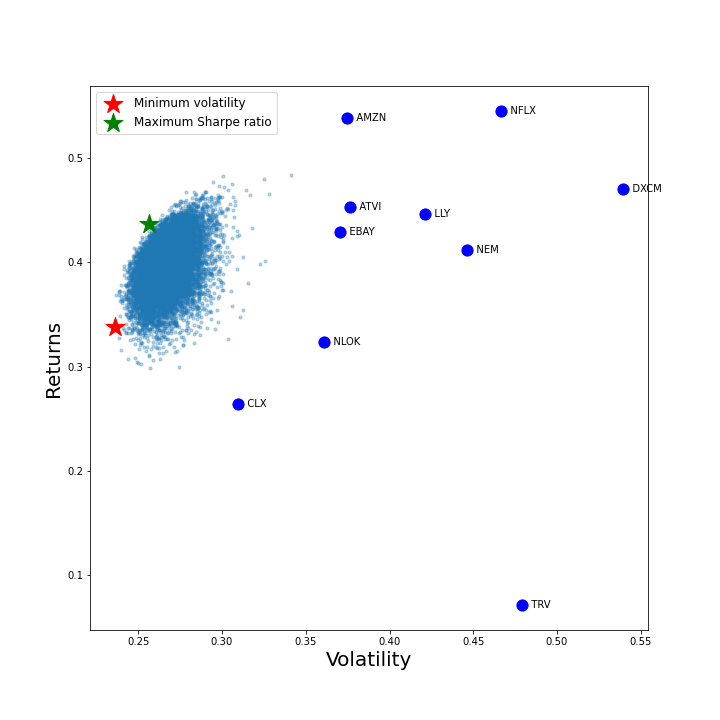 Minimum volatility
Maximum Sharpe ratio
AMZN
NFLX
DXCM
ATVI
LLY
EBAY
NEM
NLOK
CLX
TRV
0.5
0.4
0.3
0.2
0.1
Returns
0.25 0.30 0.35 0.40 0.45 0.50 0.55
Volatility